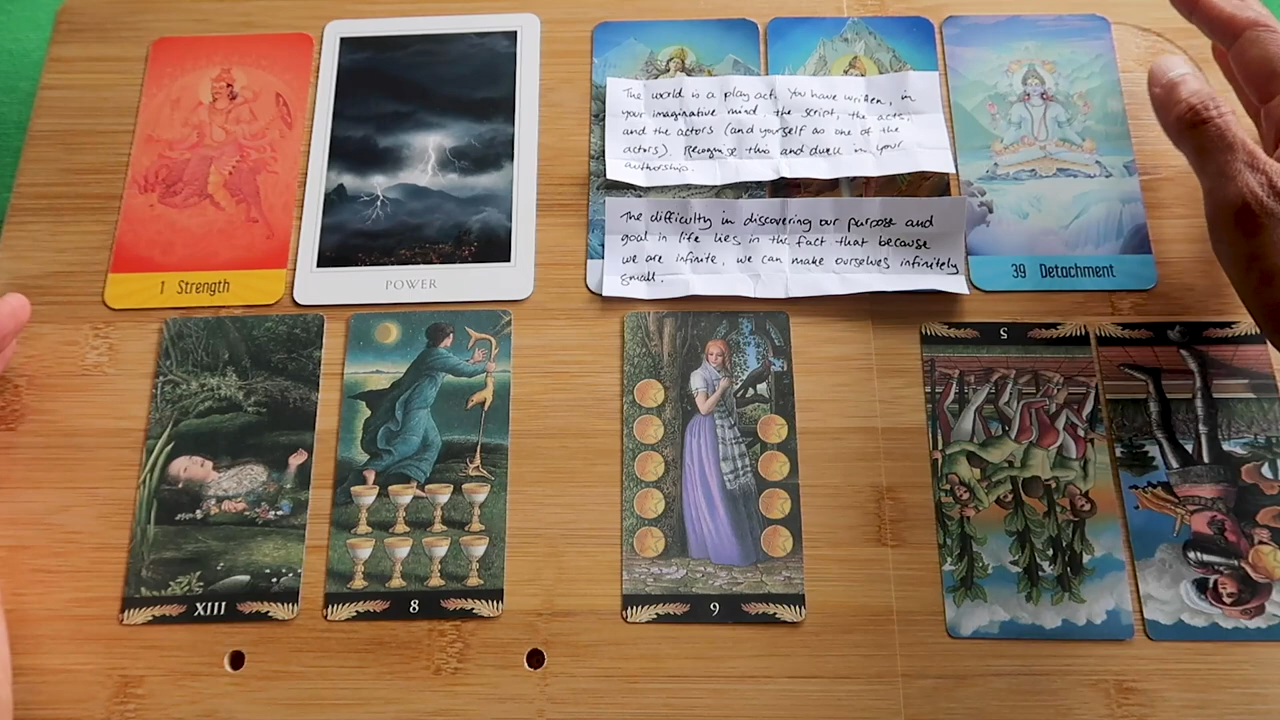 The world is a play act. You have written, in
your imaginative mind, the script, the acts,
and the actors (and yourself as one of the
actors) Recognise this and dwell in your
authorship.
The difficulty in discovering our purpose and
goal in life lies in the fact that because
we are infinite, we can make ourselves infinitely
small.
1 Strength
POWER
39 Detachment
5
XIII
8
9